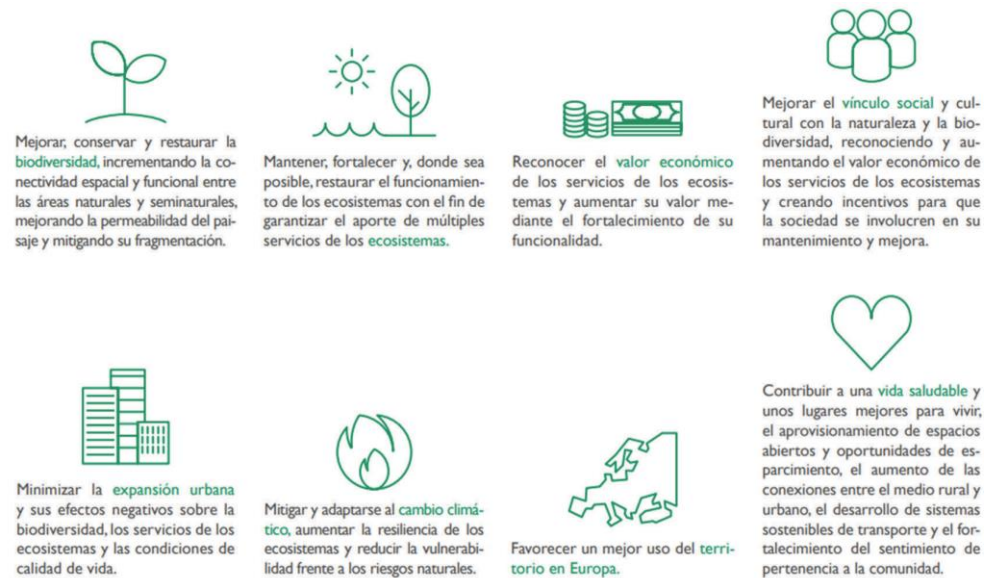 Mejorar, conservar y restaurar la
biodiversidad, incrementando la co-
nectividad espacial y funcional entre
las áreas naturales y seminaturales,
mejorando la permeabilidad del pai-
saje y mitigando su fragmentación.
Mantener, fortalecer y, donde sea
posible, restaurar el funcionamien-
to de los ecosistemas con el fin de
garantizar el aporte de múltiples
servicios de los ecosistemas.
Reconocer el valor económico
de los servicios de los ecosis-
temas y aumentar su valor me-
diante el fortalecimiento de su
funcionalidad.
Mejorar el vínculo social y cul-
tural con la naturaleza y la bio-
diversidad, reconociendo y au-
mentando el valor económico de
los servicios de los ecosistemas
y creando incentivos para que
la sociedad se involucren en su
mantenimiento y mejora.
Minimizar la expansión urbana
y sus efectos negativos sobre la
biodiversidad, los servicios de los
ecosistemas y las condiciones de
calidad de vida.
Mitigar y adaptarse al cambio climá-
tico, aumentar la resiliencia de los
ecosistemas y reducir la vulnerabi-
lidad frente a los riesgos naturales.
Favorecer un mejor uso del terri-
torio en Europa.
Contribuir a una vida saludable y
unos lugares mejores para vivir,
el aprovisionamiento de espacios
abiertos y oportunidades de es-
parcimiento, el aumento de las
conexiones entre el medio rural y
urbano, el desarrollo de sistemas
sostenibles de transporte y el for-
talecimiento del sentimiento de
pertenencia a la comunidad.